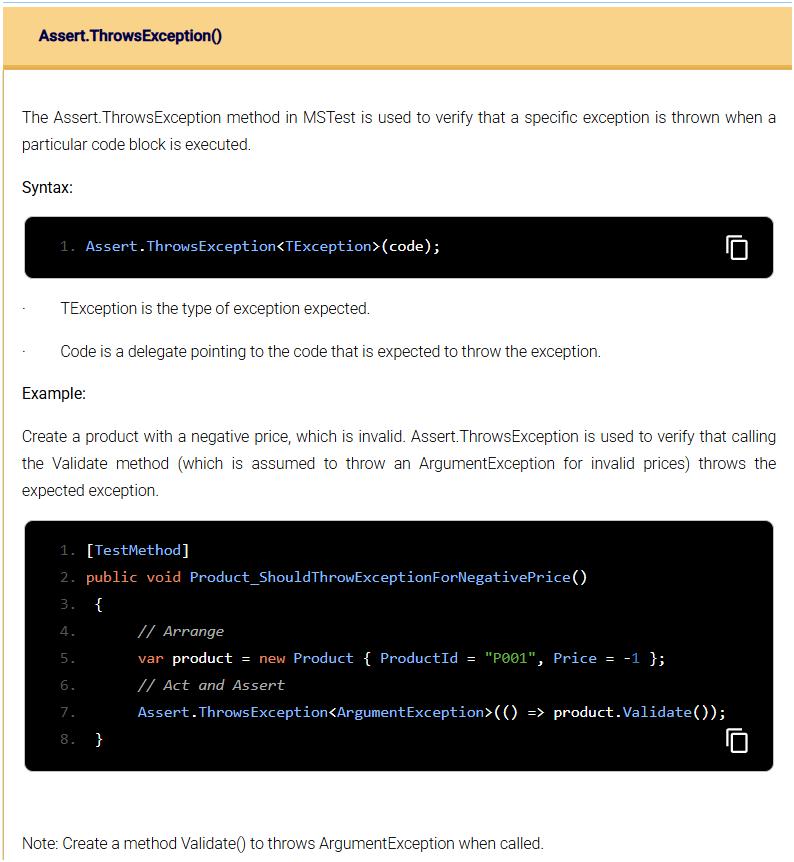 Assert.ThrowsException()
The Assert.ThrowsException method in MSTest is used to verify that a specific exception is thrown when a
particular code block is executed.
Syntax:
1. Assert.ThrowsException<TException>(code);
· TException is the type of exception expected.
· Code is a delegate pointing to the code that is expected to throw the exception.
Example:
Create a product with a negative price, which is invalid. Assert.ThrowsException is used to verify that calling
the Validate method (which is assumed to throw an ArgumentException for invalid prices) throws the
expected exception.
1. [TestMethod]
2. public void Product_ShouldThrowExceptionForNegativePrice()
3. {
4. // Arrange
5. var product = new Product { ProductId = "P001", Price = -1 };
6. // Act and Assert
7. Assert.ThrowsException<ArgumentException>(() => product.Validate());
8. }
Note: Create a method Validate() to throws ArgumentException when called.